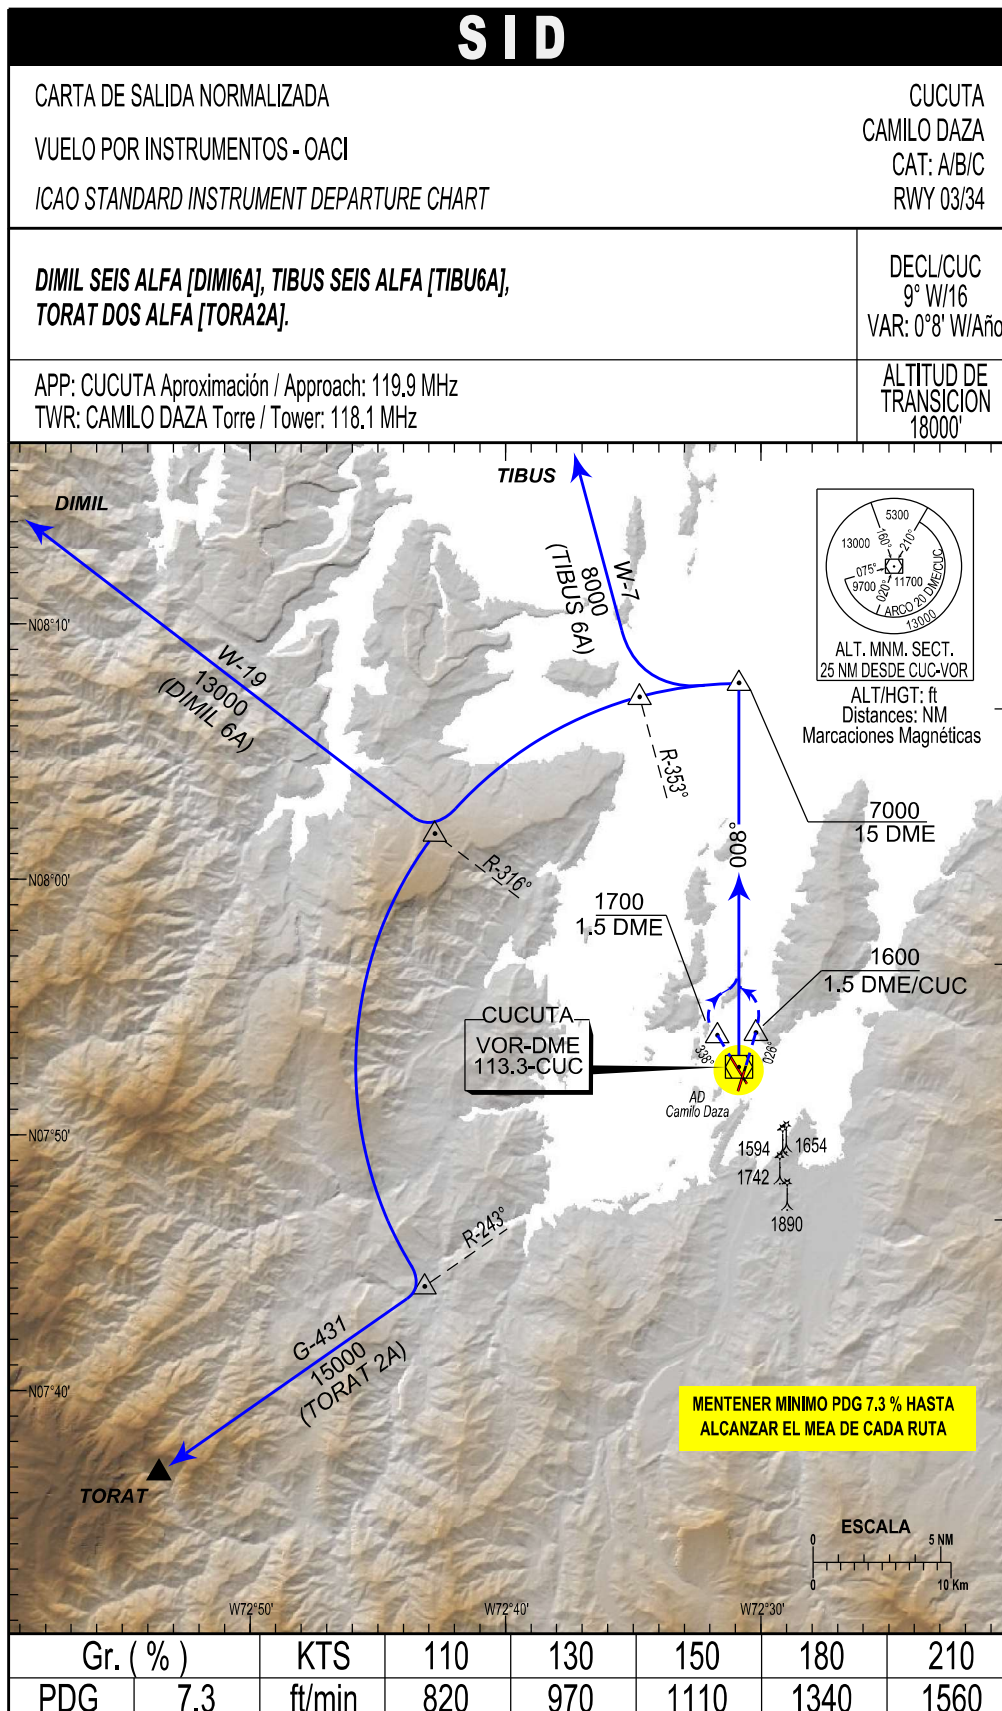 SID
CARTA DE SALIDA NORMALIZADA
VUELO POR INSTRUMENTOS - OACI
ICAO STANDARD INSTRUMENT DEPARTURE CHART
CUCUTA
CAMILO DAZA
CAT: A/B/C
RWY 03/34
DIMIL SEIS ALFA [DIMI6A], TIBUS SEIS ALFA [TIBU6A],
TORAT DOS ALFA [TORA2A].
DECL/CUC
9° W/16
VAR: 0°8' W/Año
APP: CUCUTA Aproximación / Approach: 119.9 MHz
TWR: CAMILO DAZA Torre / Tower: 118.1 MHz
ALTITUD DE
TRANSICION
18000'
TIBUS
DIMIL
5300
13000
160°
210°
075°
9700
11700
020°
ARCO 20 DME/CUC
13000
ALT. MNM. SECT.
25 NM DESDE CUC-VOR
ALT/HGT: ft
Distances: NM
Marcaciones Magnéticas
W-7
8000
(TIBUS 6A)
N08°10'
W-19
13000
(DIMIL 6A)
R-353°
7000
15 DME
008°
R-316°
N08°00'
1700
1.5 DME
1600
1.5 DME/CUC
CUCUTA
VOR-DME
113.3-CUC
338°
026°
AD
Camilo Daza
N07°50'
1594
1654
1742
1890
R-243°
G-431
15000
(TORAT 2A)
N07°40'
MENTENER MINIMO PDG 7.3 % HASTA
ALCANZAR EL MEA DE CADA RUTA
TORAT
ESCALA
0 5 NM
0 10 Km
W72°50' W72°40' W72°30'
Gr. ( % ) KTS 110 130 150 180 210
PDG 7.3 ft/min 820 970 1110 1340 1560